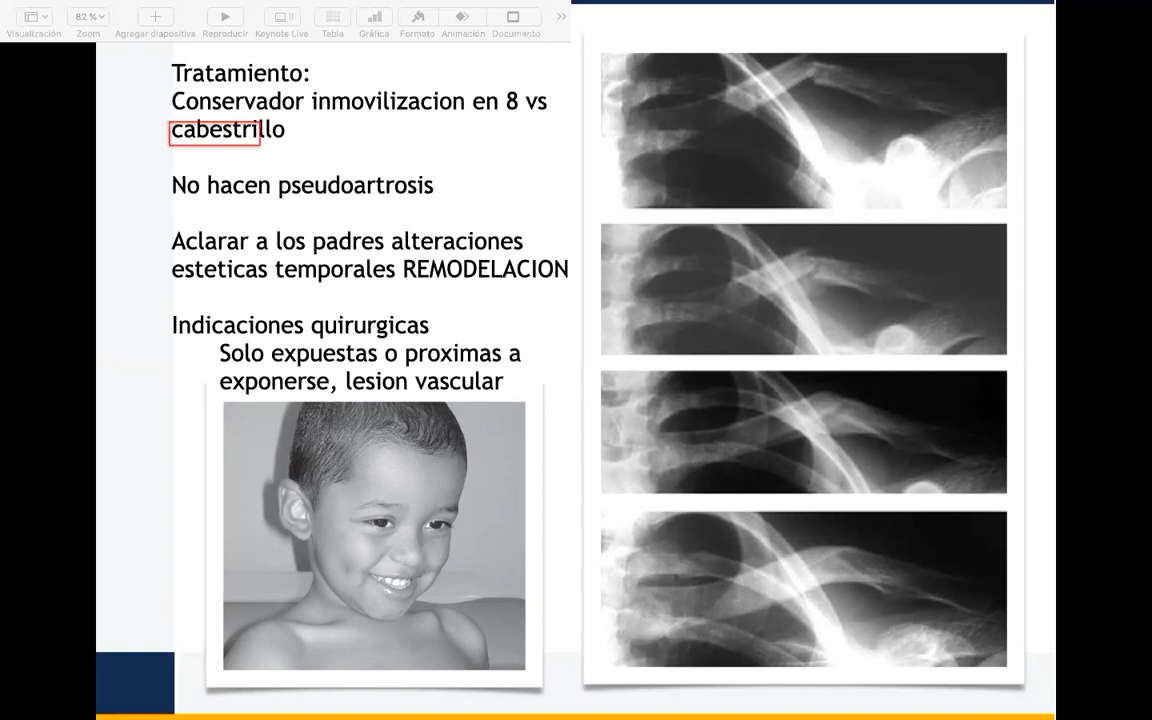 82 %
Visualización
Zoom
Agregar diapositiva
Reproducir
Keynote Live
Tabla
Gráfica
Formato
Animación
Documento
Tratamiento:
Conservador inmovilizacion en 8 vs
cabestrillo
No hacen pseudoartrosis
Aclarar a los padres alteraciones
esteticas temporales REMODELACION
Indicaciones quirurgicas
Solo expuestas o proximas a
exponerse, lesion vascular